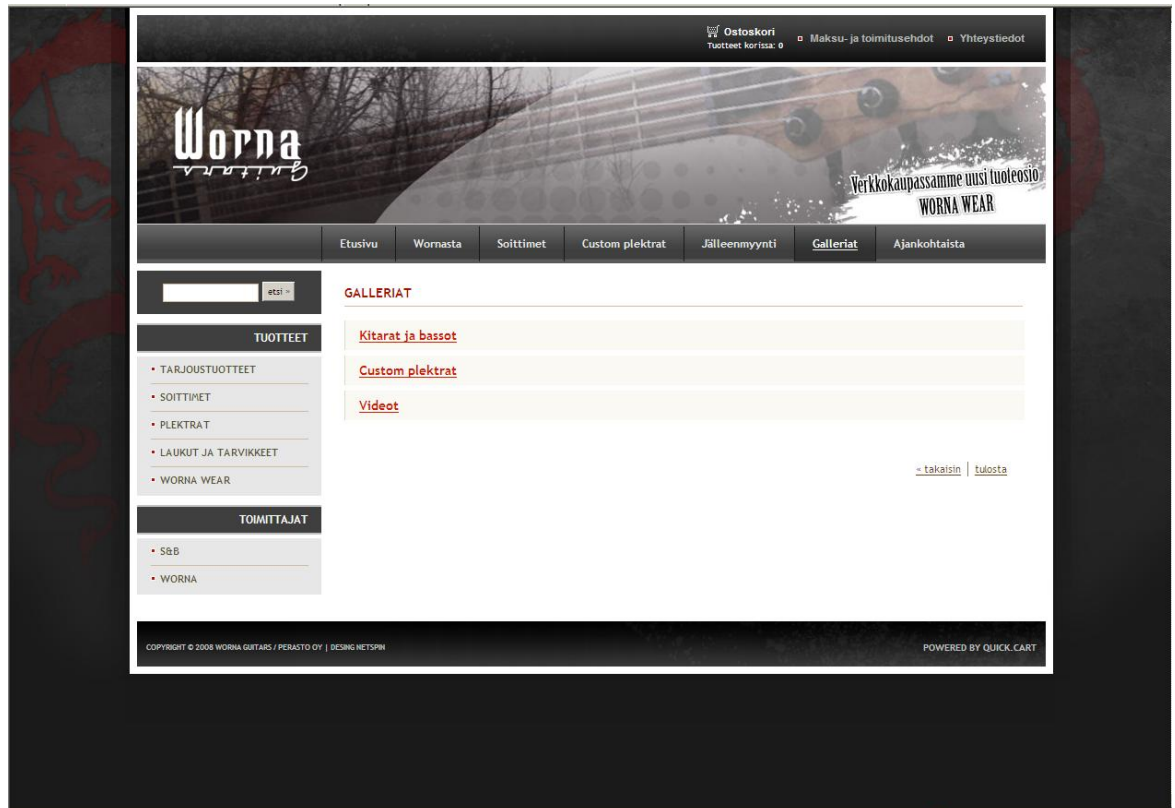 Ostoskori
Tuotteet korissa: 0
Maksu- ja toimitusehdot
Yhteystiedot
Worna
Guitars
Verkkokaupassamme uusi tuoteosio
WORNA WEAR
Etusivu
Wornasta
Soittimet
Custom plektrat
Jälleenmyynti
Galleriat
Ajankohtaista
etsi »
TUOTTEET
• TARJOUSTUOTTEET
• SOITTIMET
• PLEKTRAT
• LAUKUT JA TARVIKKEET
• WORNA WEAR
TOIMITTAJAT
• S&B
• WORNA
GALLERIAT
Kitarat ja bassot
Custom plektrat
Videot
« takaisin | tulosta
COPYRIGHT © 2008 WORNA GUITARS / PERASTO OY | DESING NETSPIN
POWERED BY QUICK.CART